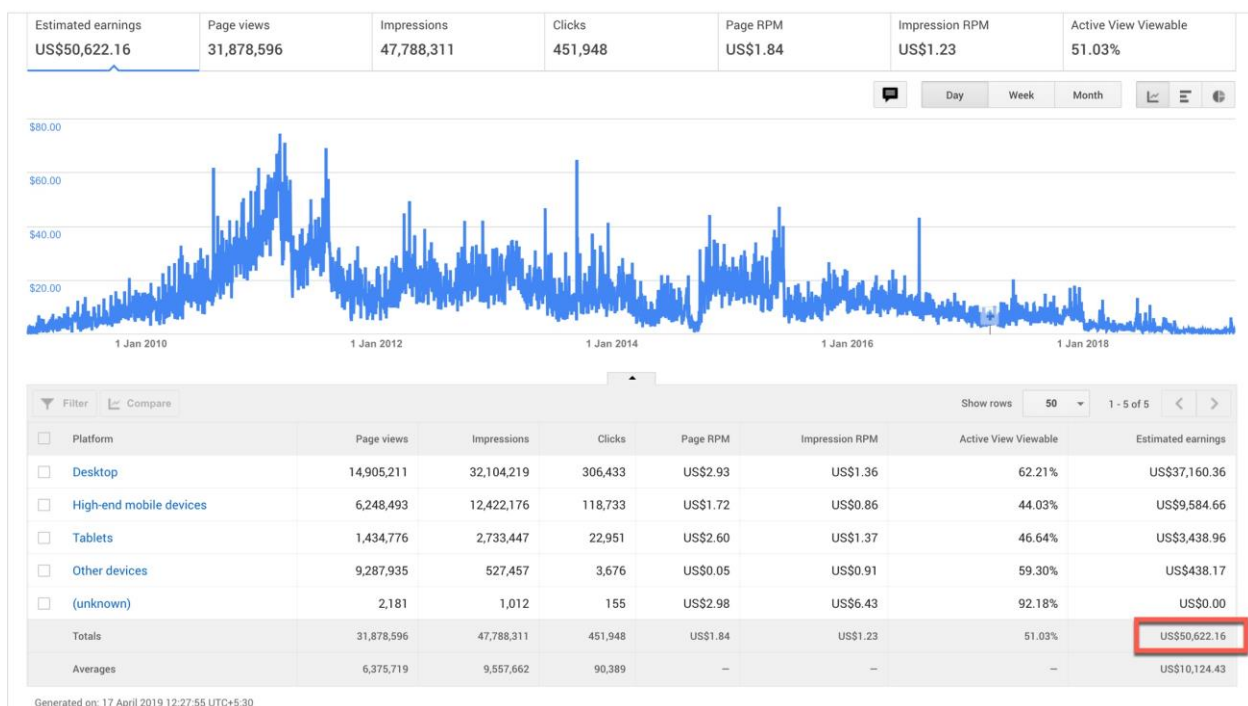 Estimated earnings Page views Impressions Clicks Page RPM Impression RPM Active View Viewable
US$50,622.16 31,878,596 47,788,311 451,948 US$1.84 US$1.23 51.03%
Day Week Month
$80.00
$60.00
$40.00
$20.00
1 Jan 2010 1 Jan 2012 1 Jan 2014 1 Jan 2016 1 Jan 2018
Filter Compare Show rows 50 1 - 5 of 5
Platform Page views Impressions Clicks Page RPM Impression RPM Active View Viewable Estimated earnings
Desktop 14,905,211 32,104,219 306,433 US$2.93 US$1.36 62.21% US$37,160.36
High-end mobile devices 6,248,493 12,422,176 118,733 US$1.72 US$0.86 44.03% US$9,584.66
Tablets 1,434,776 2,733,447 22,951 US$2.60 US$1.37 46.64% US$3,438.96
Other devices 9,287,935 527,457 3,676 US$0.05 US$0.91 59.30% US$438.17
(unknown) 2,181 1,012 155 US$2.98 US$6.43 92.18% US$0.00
Totals 31,878,596 47,788,311 451,948 US$1.84 US$1.23 51.03% US$50,622.16
Averages 6,375,719 9,557,662 90,389 – – – US$10,124.43
Generated on: 17 April 2019 12:27:55 UTC+5:30